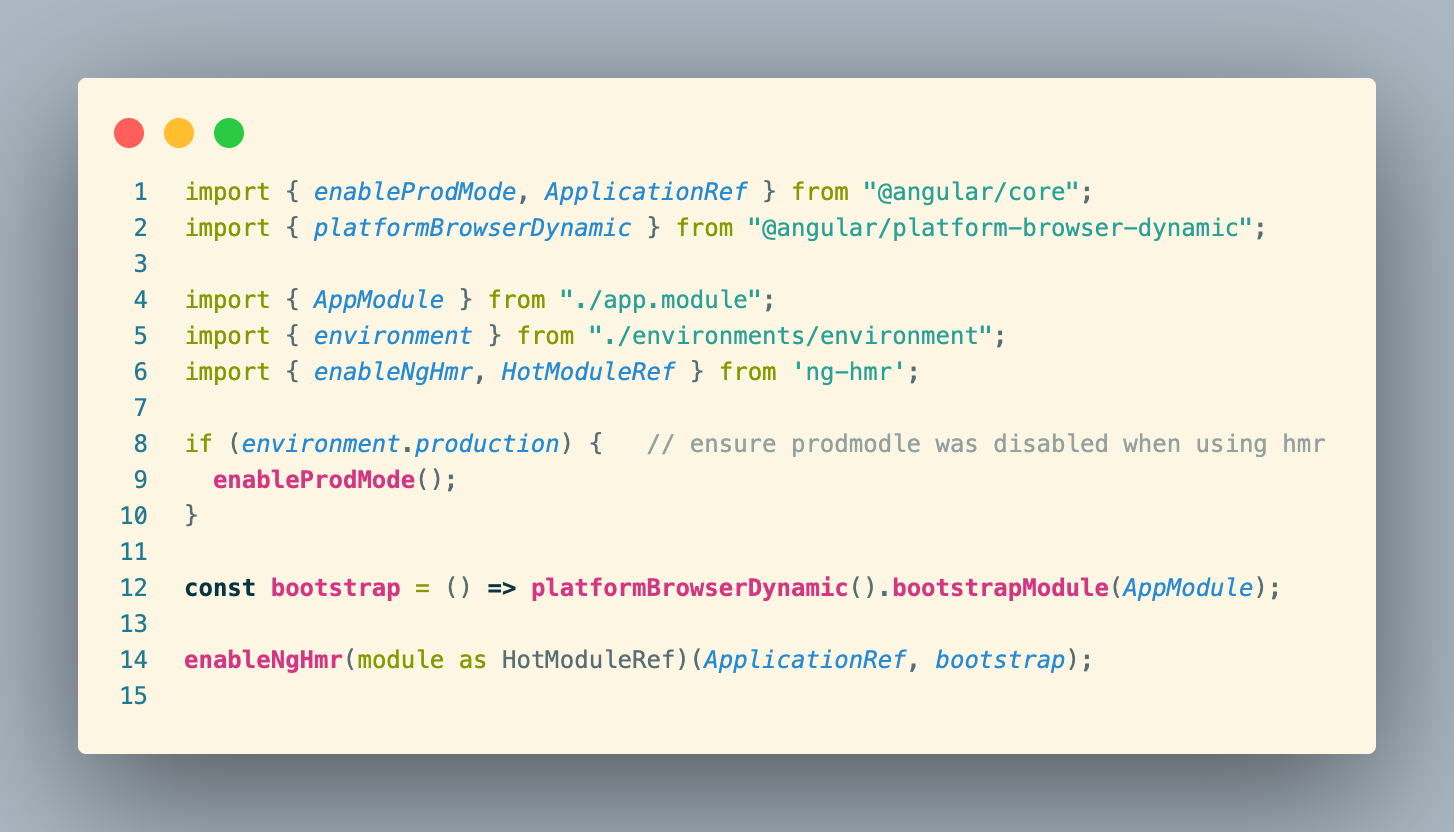 1 import { enableProdMode, ApplicationRef } from "@angular/core";
2 import { platformBrowserDynamic } from "@angular/platform-browser-dynamic";
3
4 import { AppModule } from "./app.module";
5 import { environment } from "./environments/environment";
6 import { enableNgHmr, HotModuleRef } from 'ng-hmr';
7
8 if (environment.production) {   // ensure prodmodle was disabled when using hmr
9   enableProdMode();
10 }
11
12 const bootstrap = () => platformBrowserDynamic().bootstrapModule(AppModule);
13
14 enableNgHmr(module as HotModuleRef)(ApplicationRef, bootstrap);
15